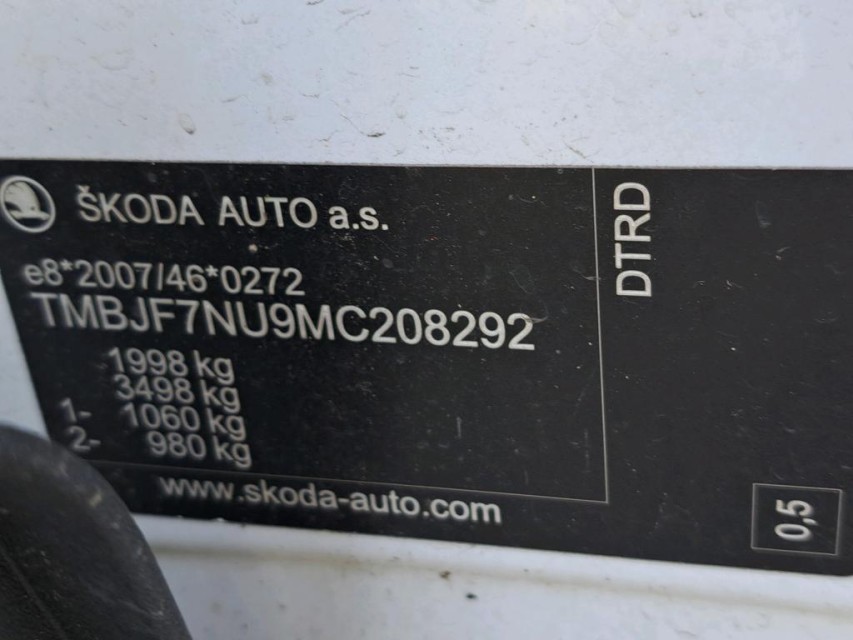 ŠKODA AUTO a.s.
e8*2007/46*0272
TMBJF7NU9MC208292
1998 kg
3498 kg
1- 1060 kg
2- 980 kg
www.skoda-auto.com
DTRD
0,5